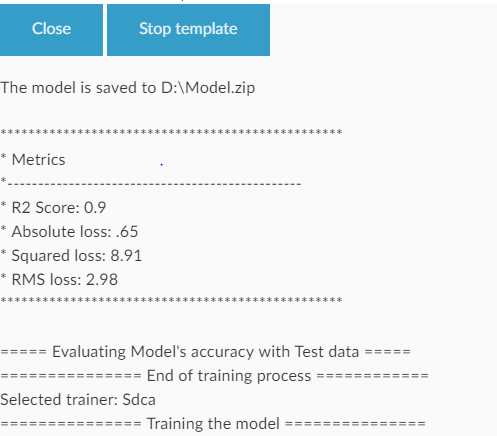 Close
Stop template
The model is saved to D:\Model.zip
*************************************************
* Metrics
*------------------------------------------------
* R2 Score: 0.9
* Absolute loss: .65
* Squared loss: 8.91
* RMS loss: 2.98
*************************************************
===== Evaluating Model's accuracy with Test data =====
=============== End of training process ============
Selected trainer: Sdca
=============== Training the model ===============